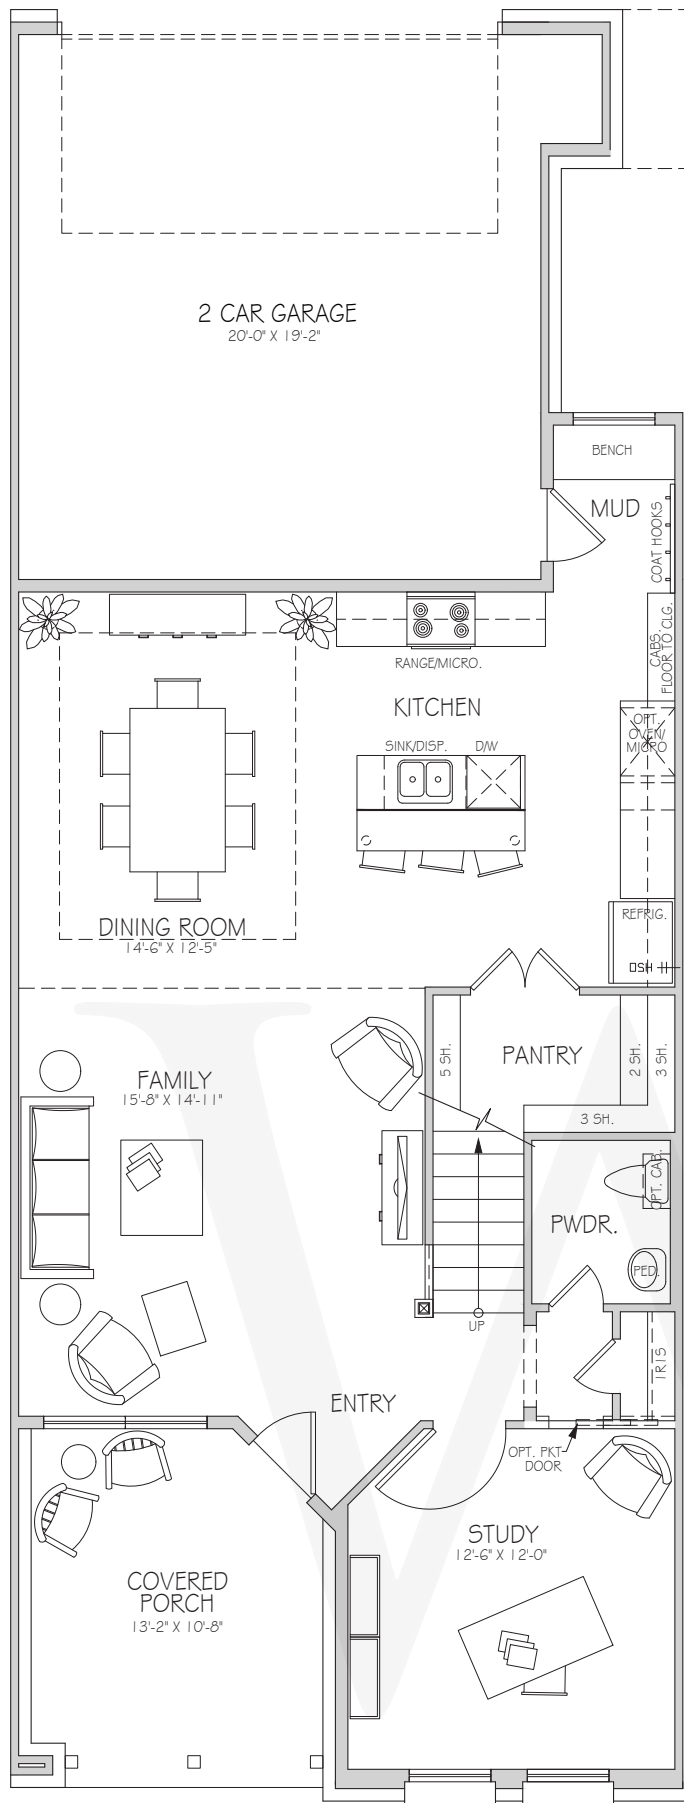 2 CAR GARAGE
20'-0" X 19'-2"
BENCH
MUD
COAT HOOKS
CABS.
FLOOR TO CLG.
RANGE/MICRO.
KITCHEN
OPT.
OVEN/
MICRO
SINK/DISP.
D/W
REFRIG.
DINING ROOM
14'-6" X 12'-5"
HSO
PANTRY
5 SH.
2 SH.
3 SH.
3 SH.
FAMILY
15'-8" X 14'-11"
OPT. CAB.
PWDR.
PED.
UP
IRIS
ENTRY
OPT. PKT
DOOR
STUDY
12'-6" X 12'-0"
COVERED
PORCH
13'-2" X 10'-8"
W